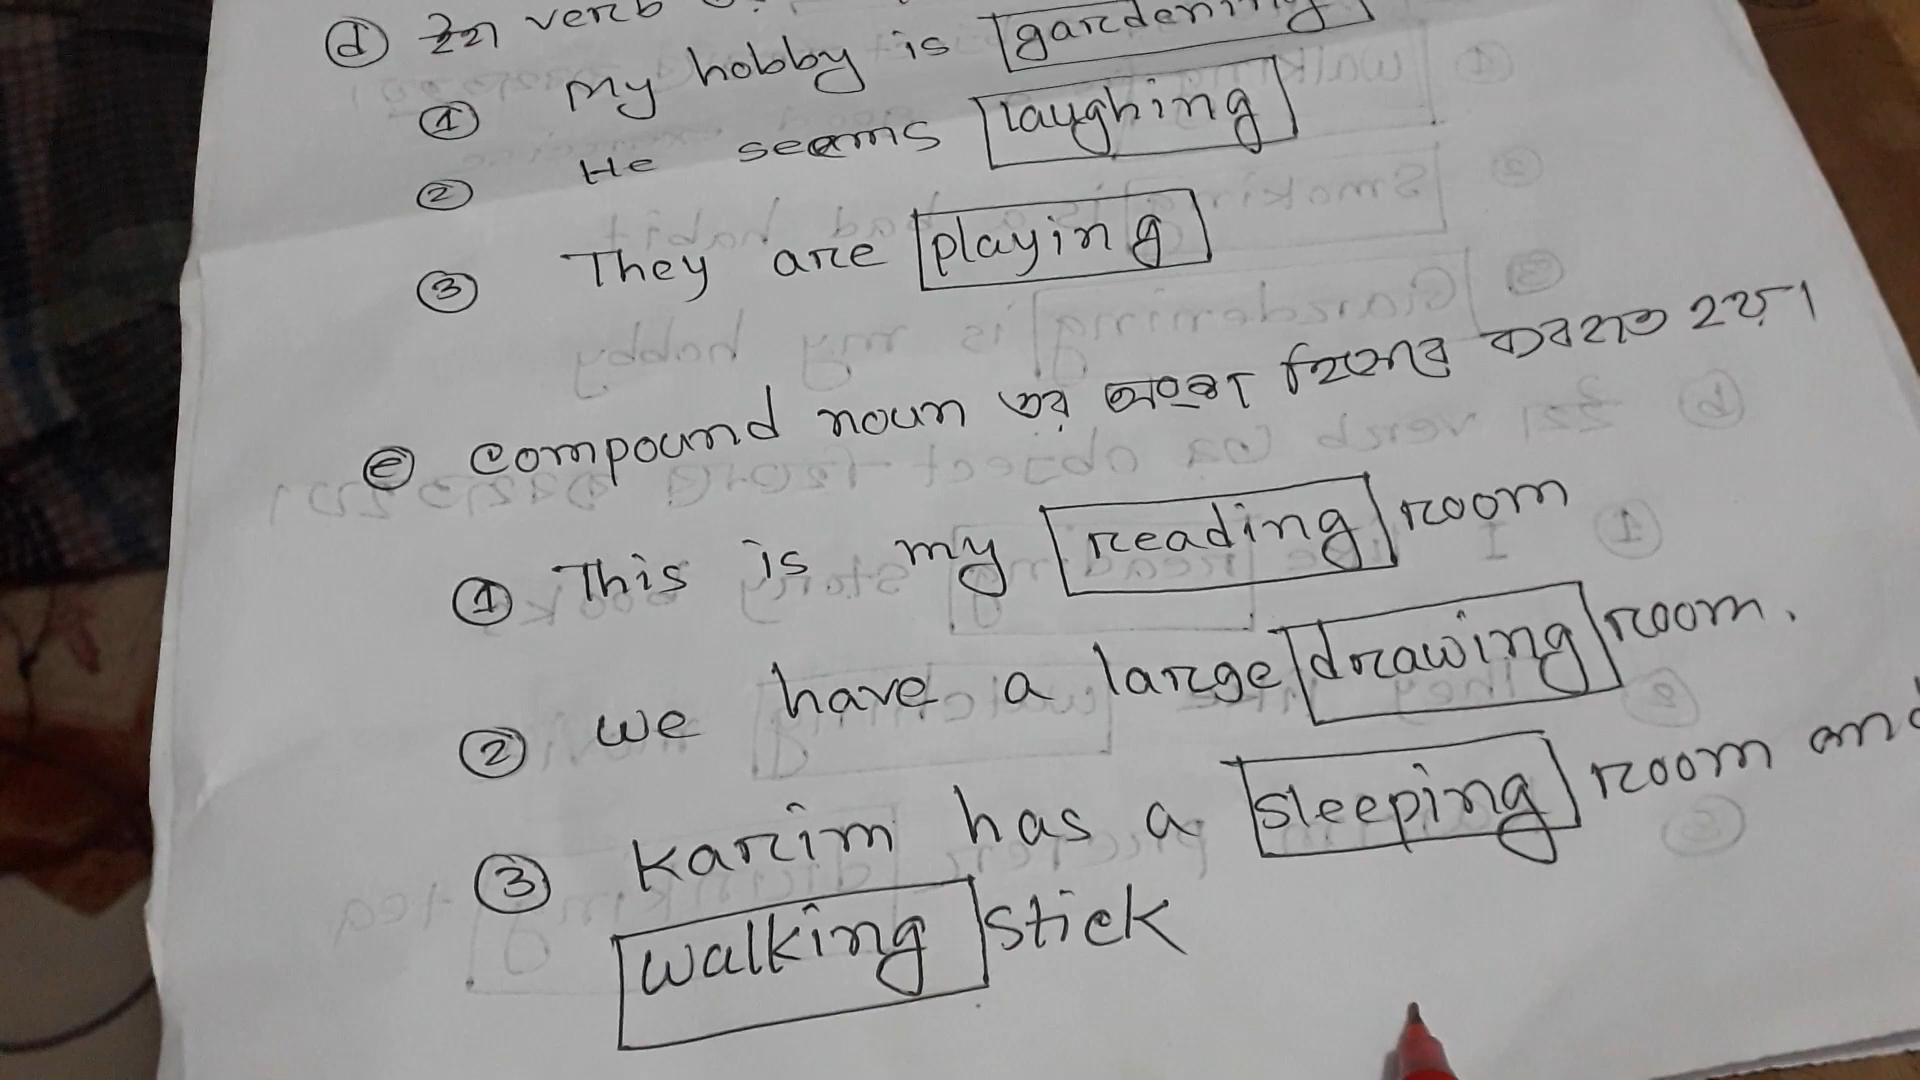 ⓓ ইহা verb
① My hobby is gardening
② He seems laughing
③ They are playing
ⓔ compound noun এর অংশ হিসেবে বসতে হয়।
① This is my reading room
② we have a large drawing room.
③ Karim has a sleeping room and
walking stick